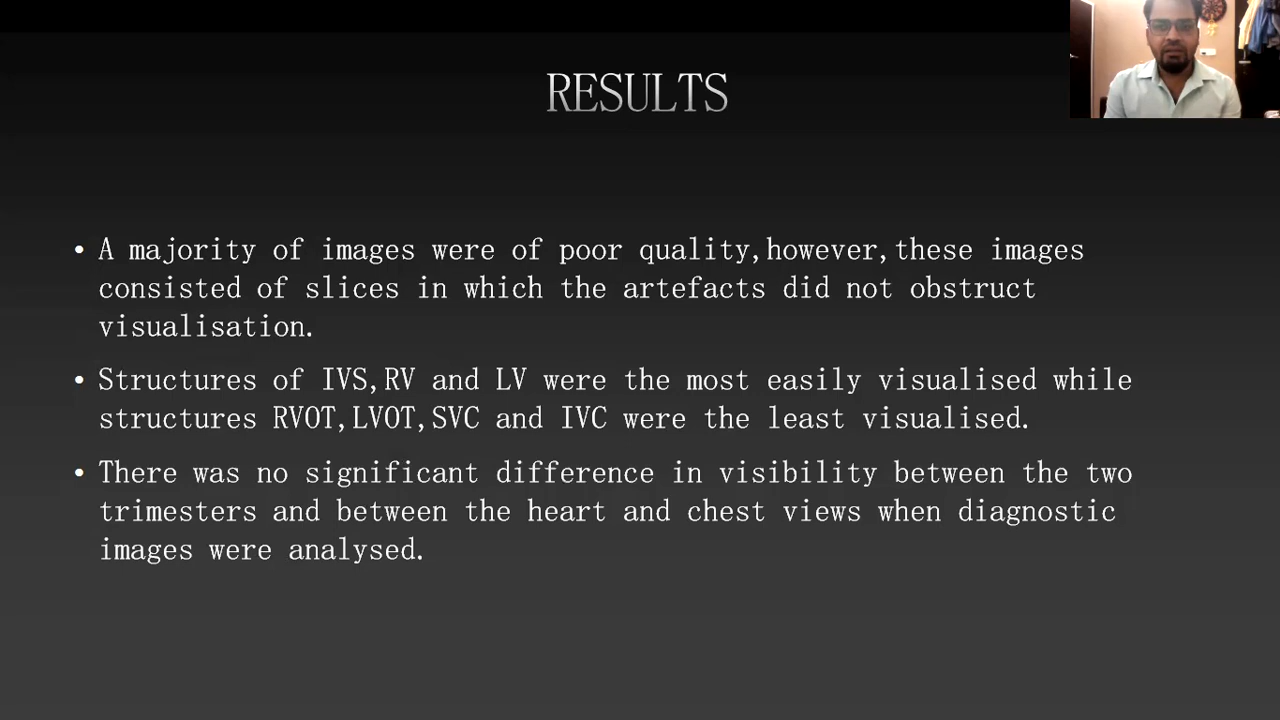 RESULTS
• A majority of images were of poor quality,however,these images
consisted of slices in which the artefacts did not obstruct
visualisation.
• Structures of IVS,RV and LV were the most easily visualised while
structures RVOT,LVOT,SVC and IVC were the least visualised.
• There was no significant difference in visibility between the two
trimesters and between the heart and chest views when diagnostic
images were analysed.